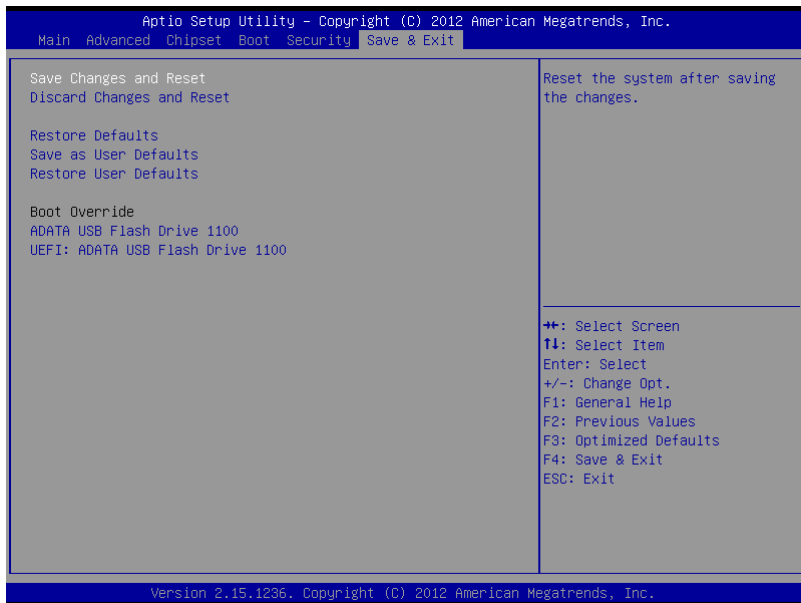 Aptio Setup Utility – Copyright (C) 2012 American Megatrends, Inc.
Main Advanced Chipset Boot Security Save & Exit
Save Changes and Reset
Discard Changes and Reset
Restore Defaults
Save as User Defaults
Restore User Defaults
Boot Override
ADATA USB Flash Drive 1100
UEFI: ADATA USB Flash Drive 1100
Reset the system after saving
the changes.
→←: Select Screen
↑↓: Select Item
Enter: Select
+/-: Change Opt.
F1: General Help
F2: Previous Values
F3: Optimized Defaults
F4: Save & Exit
ESC: Exit
Version 2.15.1236. Copyright (C) 2012 American Megatrends, Inc.